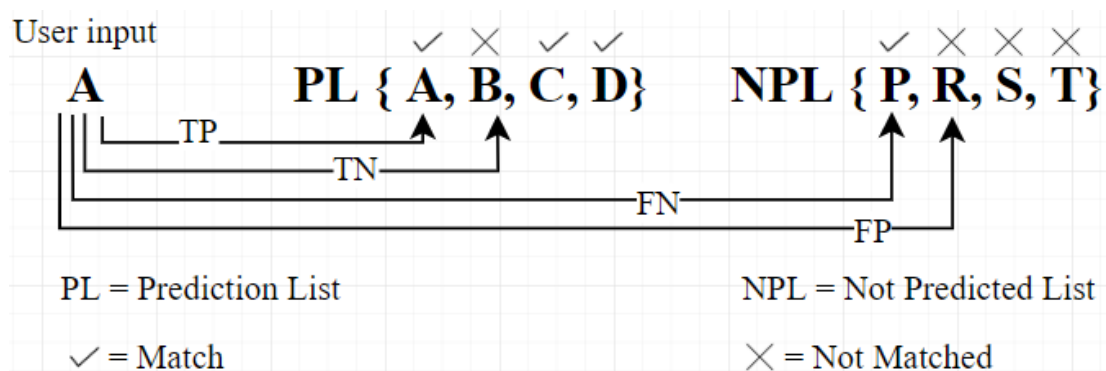 User input
✓ ✕ ✓ ✓ ✓ ✕ ✕ ✕
A PL { A, B, C, D} NPL { P, R, S, T}
TP
TN
FN
FP
PL = Prediction List NPL = Not Predicted List
✓ = Match ✕ = Not Matched